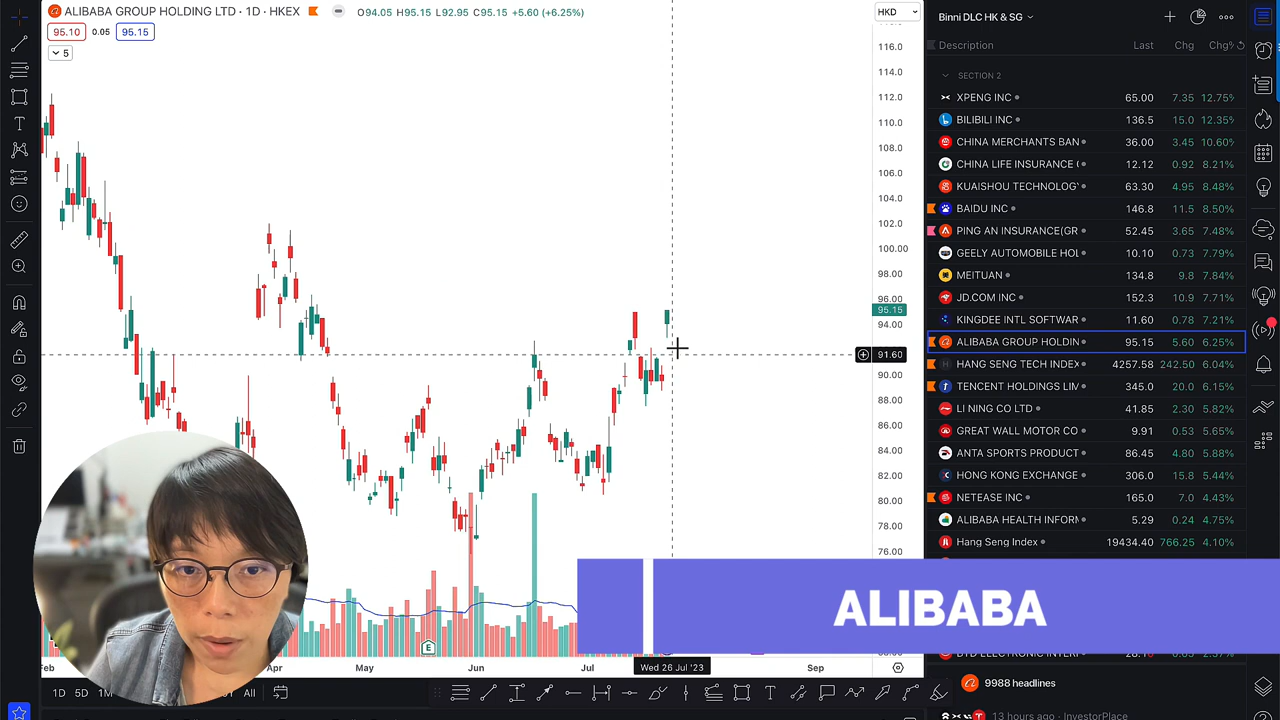 ALIBABA GROUP HOLDING LTD · 1D · HKEX O94.05 H95.15 L92.95 C95.15 +5.60 (+6.25%)
95.10 0.05 95.15
5
HKD
116.0
114.0
112.0
110.0
108.0
106.0
104.0
102.0
100.00
98.00
96.00
95.15
94.00
91.60
90.00
88.00
86.00
84.00
82.00
80.00
78.00
76.00
E
Apr May Jun Jul Wed 26 Jul '23 Sep
1D 5D 1M All
Binni DLC HK & SG
Description Last Chg Chg%
SECTION 2
XPENG INC 65.00 7.35 12.75%
BILIBILI INC 136.5 15.0 12.35%
CHINA MERCHANTS BAN 36.00 3.45 10.60%
CHINA LIFE INSURANCE ( 12.12 0.92 8.21%
KUAISHOU TECHNOLOGY 63.30 4.95 8.48%
BAIDU INC 146.8 11.5 8.50%
PING AN INSURANCE(GR 52.45 3.65 7.48%
GEELY AUTOMOBILE HOL 10.10 0.73 7.79%
MEITUAN 134.8 9.8 7.84%
JD.COM INC 152.3 10.9 7.71%
KINGDEE INTL SOFTWAR 11.60 0.78 7.21%
ALIBABA GROUP HOLDIN 95.15 5.60 6.25%
HANG SENG TECH INDEX 4257.58 242.50 6.04%
TENCENT HOLDINGS LIM 345.0 20.0 6.15%
LI NING CO LTD 41.85 2.30 5.82%
GREAT WALL MOTOR CO 9.91 0.53 5.65%
ANTA SPORTS PRODUCT 86.45 4.80 5.88%
HONG KONG EXCHANGE 306.0 15.8 5.44%
NETEASE INC 165.0 7.0 4.43%
ALIBABA HEALTH INFORM 5.29 0.24 4.75%
Hang Seng Index 19434.40 766.25 4.10%
ALIBABA
9988 headlines
13 hours ago · InvestorPlace